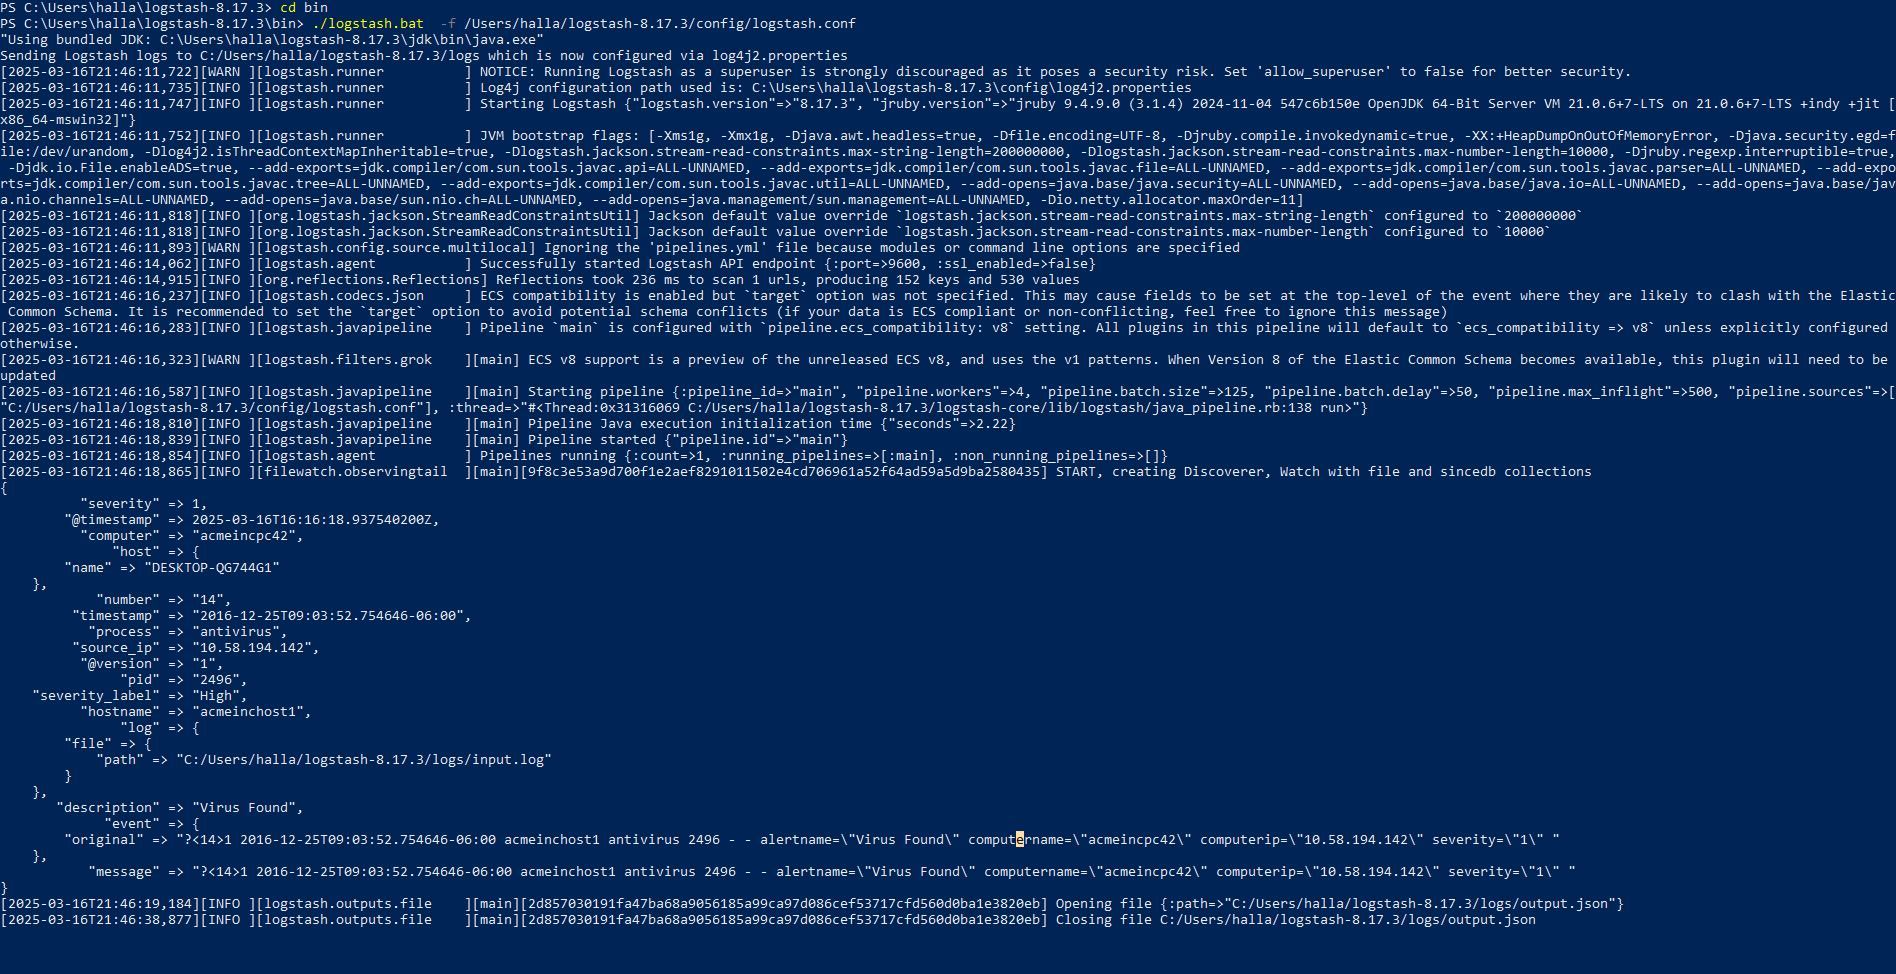 PS C:\Users\halla\logstash-8.17.3> cd bin
PS C:\Users\halla\logstash-8.17.3\bin> ./logstash.bat  -f /Users/halla/logstash-8.17.3/config/logstash.conf
"Using bundled JDK: C:\Users\halla\logstash-8.17.3\jdk\bin\java.exe"
Sending Logstash logs to C:/Users/halla/logstash-8.17.3/logs which is now configured via log4j2.properties
[2025-03-16T21:46:11,722][WARN ][logstash.runner          ] NOTICE: Running Logstash as a superuser is strongly discouraged as it poses a security risk. Set 'allow_superuser' to false for better security.
[2025-03-16T21:46:11,735][INFO ][logstash.runner          ] Log4j configuration path used is: C:\Users\halla\logstash-8.17.3\config\log4j2.properties
[2025-03-16T21:46:11,747][INFO ][logstash.runner          ] Starting Logstash {"logstash.version"=>"8.17.3", "jruby.version"=>"jruby 9.4.9.0 (3.1.4) 2024-11-04 547c6b150e OpenJDK 64-Bit Server VM 21.0.6+7-LTS on 21.0.6+7-LTS +indy +jit [
x86_64-mswin32]"}
[2025-03-16T21:46:11,752][INFO ][logstash.runner          ] JVM bootstrap flags: [-Xms1g, -Xmx1g, -Djava.awt.headless=true, -Dfile.encoding=UTF-8, -Djruby.compile.invokedynamic=true, -XX:+HeapDumpOnOutOfMemoryError, -Djava.security.egd=f
ile:/dev/urandom, -Dlog4j2.isThreadContextMapInheritable=true, -Dlogstash.jackson.stream-read-constraints.max-string-length=200000000, -Dlogstash.jackson.stream-read-constraints.max-number-length=10000, -Djruby.regexp.interruptible=true,
 -Djdk.io.File.enableADS=true, --add-exports=jdk.compiler/com.sun.tools.javac.api=ALL-UNNAMED, --add-exports=jdk.compiler/com.sun.tools.javac.file=ALL-UNNAMED, --add-exports=jdk.compiler/com.sun.tools.javac.parser=ALL-UNNAMED, --add-expo
rts=jdk.compiler/com.sun.tools.javac.tree=ALL-UNNAMED, --add-exports=jdk.compiler/com.sun.tools.javac.util=ALL-UNNAMED, --add-opens=java.base/java.security=ALL-UNNAMED, --add-opens=java.base/java.io=ALL-UNNAMED, --add-opens=java.base/jav
a.nio.channels=ALL-UNNAMED, --add-opens=java.base/sun.nio.ch=ALL-UNNAMED, --add-opens=java.management/sun.management=ALL-UNNAMED, -Dio.netty.allocator.maxOrder=11]
[2025-03-16T21:46:11,818][INFO ][org.logstash.jackson.StreamReadConstraintsUtil] Jackson default value override `logstash.jackson.stream-read-constraints.max-string-length` configured to `200000000`
[2025-03-16T21:46:11,818][INFO ][org.logstash.jackson.StreamReadConstraintsUtil] Jackson default value override `logstash.jackson.stream-read-constraints.max-number-length` configured to `10000`
[2025-03-16T21:46:11,893][WARN ][logstash.config.source.multilocal] Ignoring the 'pipelines.yml' file because modules or command line options are specified
[2025-03-16T21:46:14,062][INFO ][logstash.agent           ] Successfully started Logstash API endpoint {:port=>9600, :ssl_enabled=>false}
[2025-03-16T21:46:14,915][INFO ][org.reflections.Reflections] Reflections took 236 ms to scan 1 urls, producing 152 keys and 530 values
[2025-03-16T21:46:16,237][INFO ][logstash.codecs.json     ] ECS compatibility is enabled but `target` option was not specified. This may cause fields to be set at the top-level of the event where they are likely to clash with the Elastic
 Common Schema. It is recommended to set the `target` option to avoid potential schema conflicts (if your data is ECS compliant or non-conflicting, feel free to ignore this message)
[2025-03-16T21:46:16,283][INFO ][logstash.javapipeline    ] Pipeline `main` is configured with `pipeline.ecs_compatibility: v8` setting. All plugins in this pipeline will default to `ecs_compatibility => v8` unless explicitly configured
otherwise.
[2025-03-16T21:46:16,323][WARN ][logstash.filters.grok    ][main] ECS v8 support is a preview of the unreleased ECS v8, and uses the v1 patterns. When Version 8 of the Elastic Common Schema becomes available, this plugin will need to be
updated
[2025-03-16T21:46:16,587][INFO ][logstash.javapipeline    ][main] Starting pipeline {:pipeline_id=>"main", "pipeline.workers"=>4, "pipeline.batch.size"=>125, "pipeline.batch.delay"=>50, "pipeline.max_inflight"=>500, "pipeline.sources"=>[
"C:/Users/halla/logstash-8.17.3/config/logstash.conf"], :thread=>"#<Thread:0x31316069 C:/Users/halla/logstash-8.17.3/logstash-core/lib/logstash/java_pipeline.rb:138 run>"}
[2025-03-16T21:46:18,810][INFO ][logstash.javapipeline    ][main] Pipeline Java execution initialization time {"seconds"=>2.22}
[2025-03-16T21:46:18,839][INFO ][logstash.javapipeline    ][main] Pipeline started {"pipeline.id"=>"main"}
[2025-03-16T21:46:18,854][INFO ][logstash.agent           ] Pipelines running {:count=>1, :running_pipelines=>[:main], :non_running_pipelines=>[]}
[2025-03-16T21:46:18,865][INFO ][filewatch.observingtail  ][main][9f8c3e53a9d700f1e2aef8291011502e4cd706961a52f64ad59a5d9ba2580435] START, creating Discoverer, Watch with file and sincedb collections
{
          "severity" => 1,
        "@timestamp" => 2025-03-16T16:16:18.937540200Z,
          "computer" => "acmeincpc42",
              "host" => {
        "name" => "DESKTOP-QG744G1"
    },
            "number" => "14",
         "timestamp" => "2016-12-25T09:03:52.754646-06:00",
           "process" => "antivirus",
         "source_ip" => "10.58.194.142",
          "@version" => "1",
               "pid" => "2496",
    "severity_label" => "High",
          "hostname" => "acmeinchost1",
               "log" => {
        "file" => {
            "path" => "C:/Users/halla/logstash-8.17.3/logs/input.log"
        }
    },
       "description" => "Virus Found",
             "event" => {
        "original" => "?<14>1 2016-12-25T09:03:52.754646-06:00 acmeinchost1 antivirus 2496 - - alertname=\"Virus Found\" computername=\"acmeincpc42\" computerip=\"10.58.194.142\" severity=\"1\" "
    },
           "message" => "?<14>1 2016-12-25T09:03:52.754646-06:00 acmeinchost1 antivirus 2496 - - alertname=\"Virus Found\" computername=\"acmeincpc42\" computerip=\"10.58.194.142\" severity=\"1\" "
}
[2025-03-16T21:46:19,184][INFO ][logstash.outputs.file    ][main][2d857030191fa47ba68a9056185a99ca97d086cef53717cfd560d0ba1e3820eb] Opening file {:path=>"C:/Users/halla/logstash-8.17.3/logs/output.json"}
[2025-03-16T21:46:38,877][INFO ][logstash.outputs.file    ][main][2d857030191fa47ba68a9056185a99ca97d086cef53717cfd560d0ba1e3820eb] Closing file C:/Users/halla/logstash-8.17.3/logs/output.json